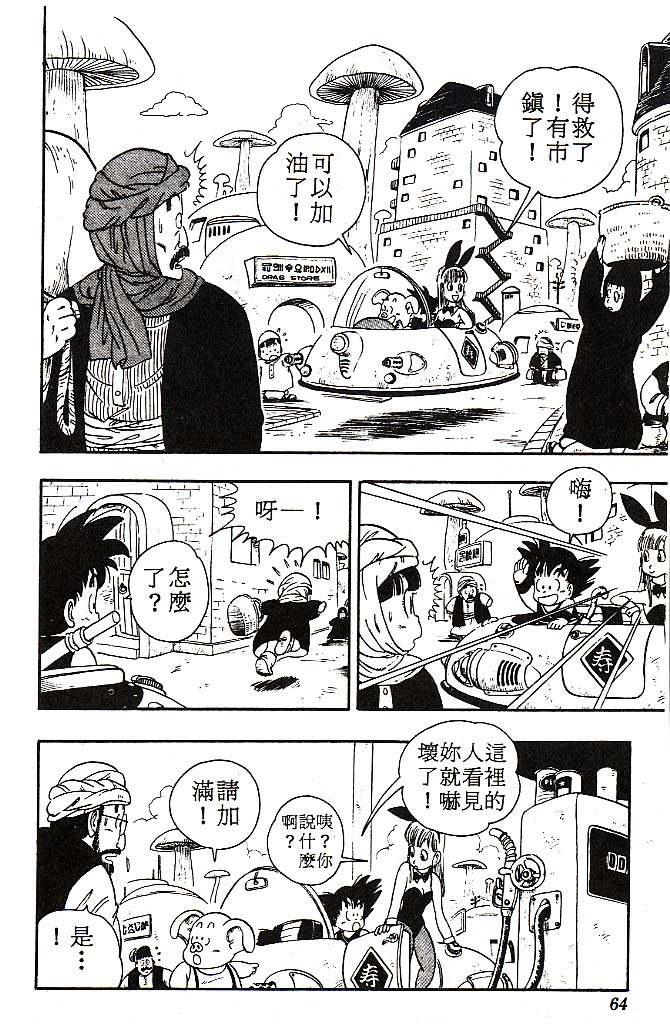 得救了
！有市
鎮了！
可以加
油了！
DRAG STORE
嗨！
寿
呀—！
怎麼
了？
這裡的
人看見
妳就嚇
壞了！
咦？你
說什麼
啊？
請加
滿！
是…
！
寿
64